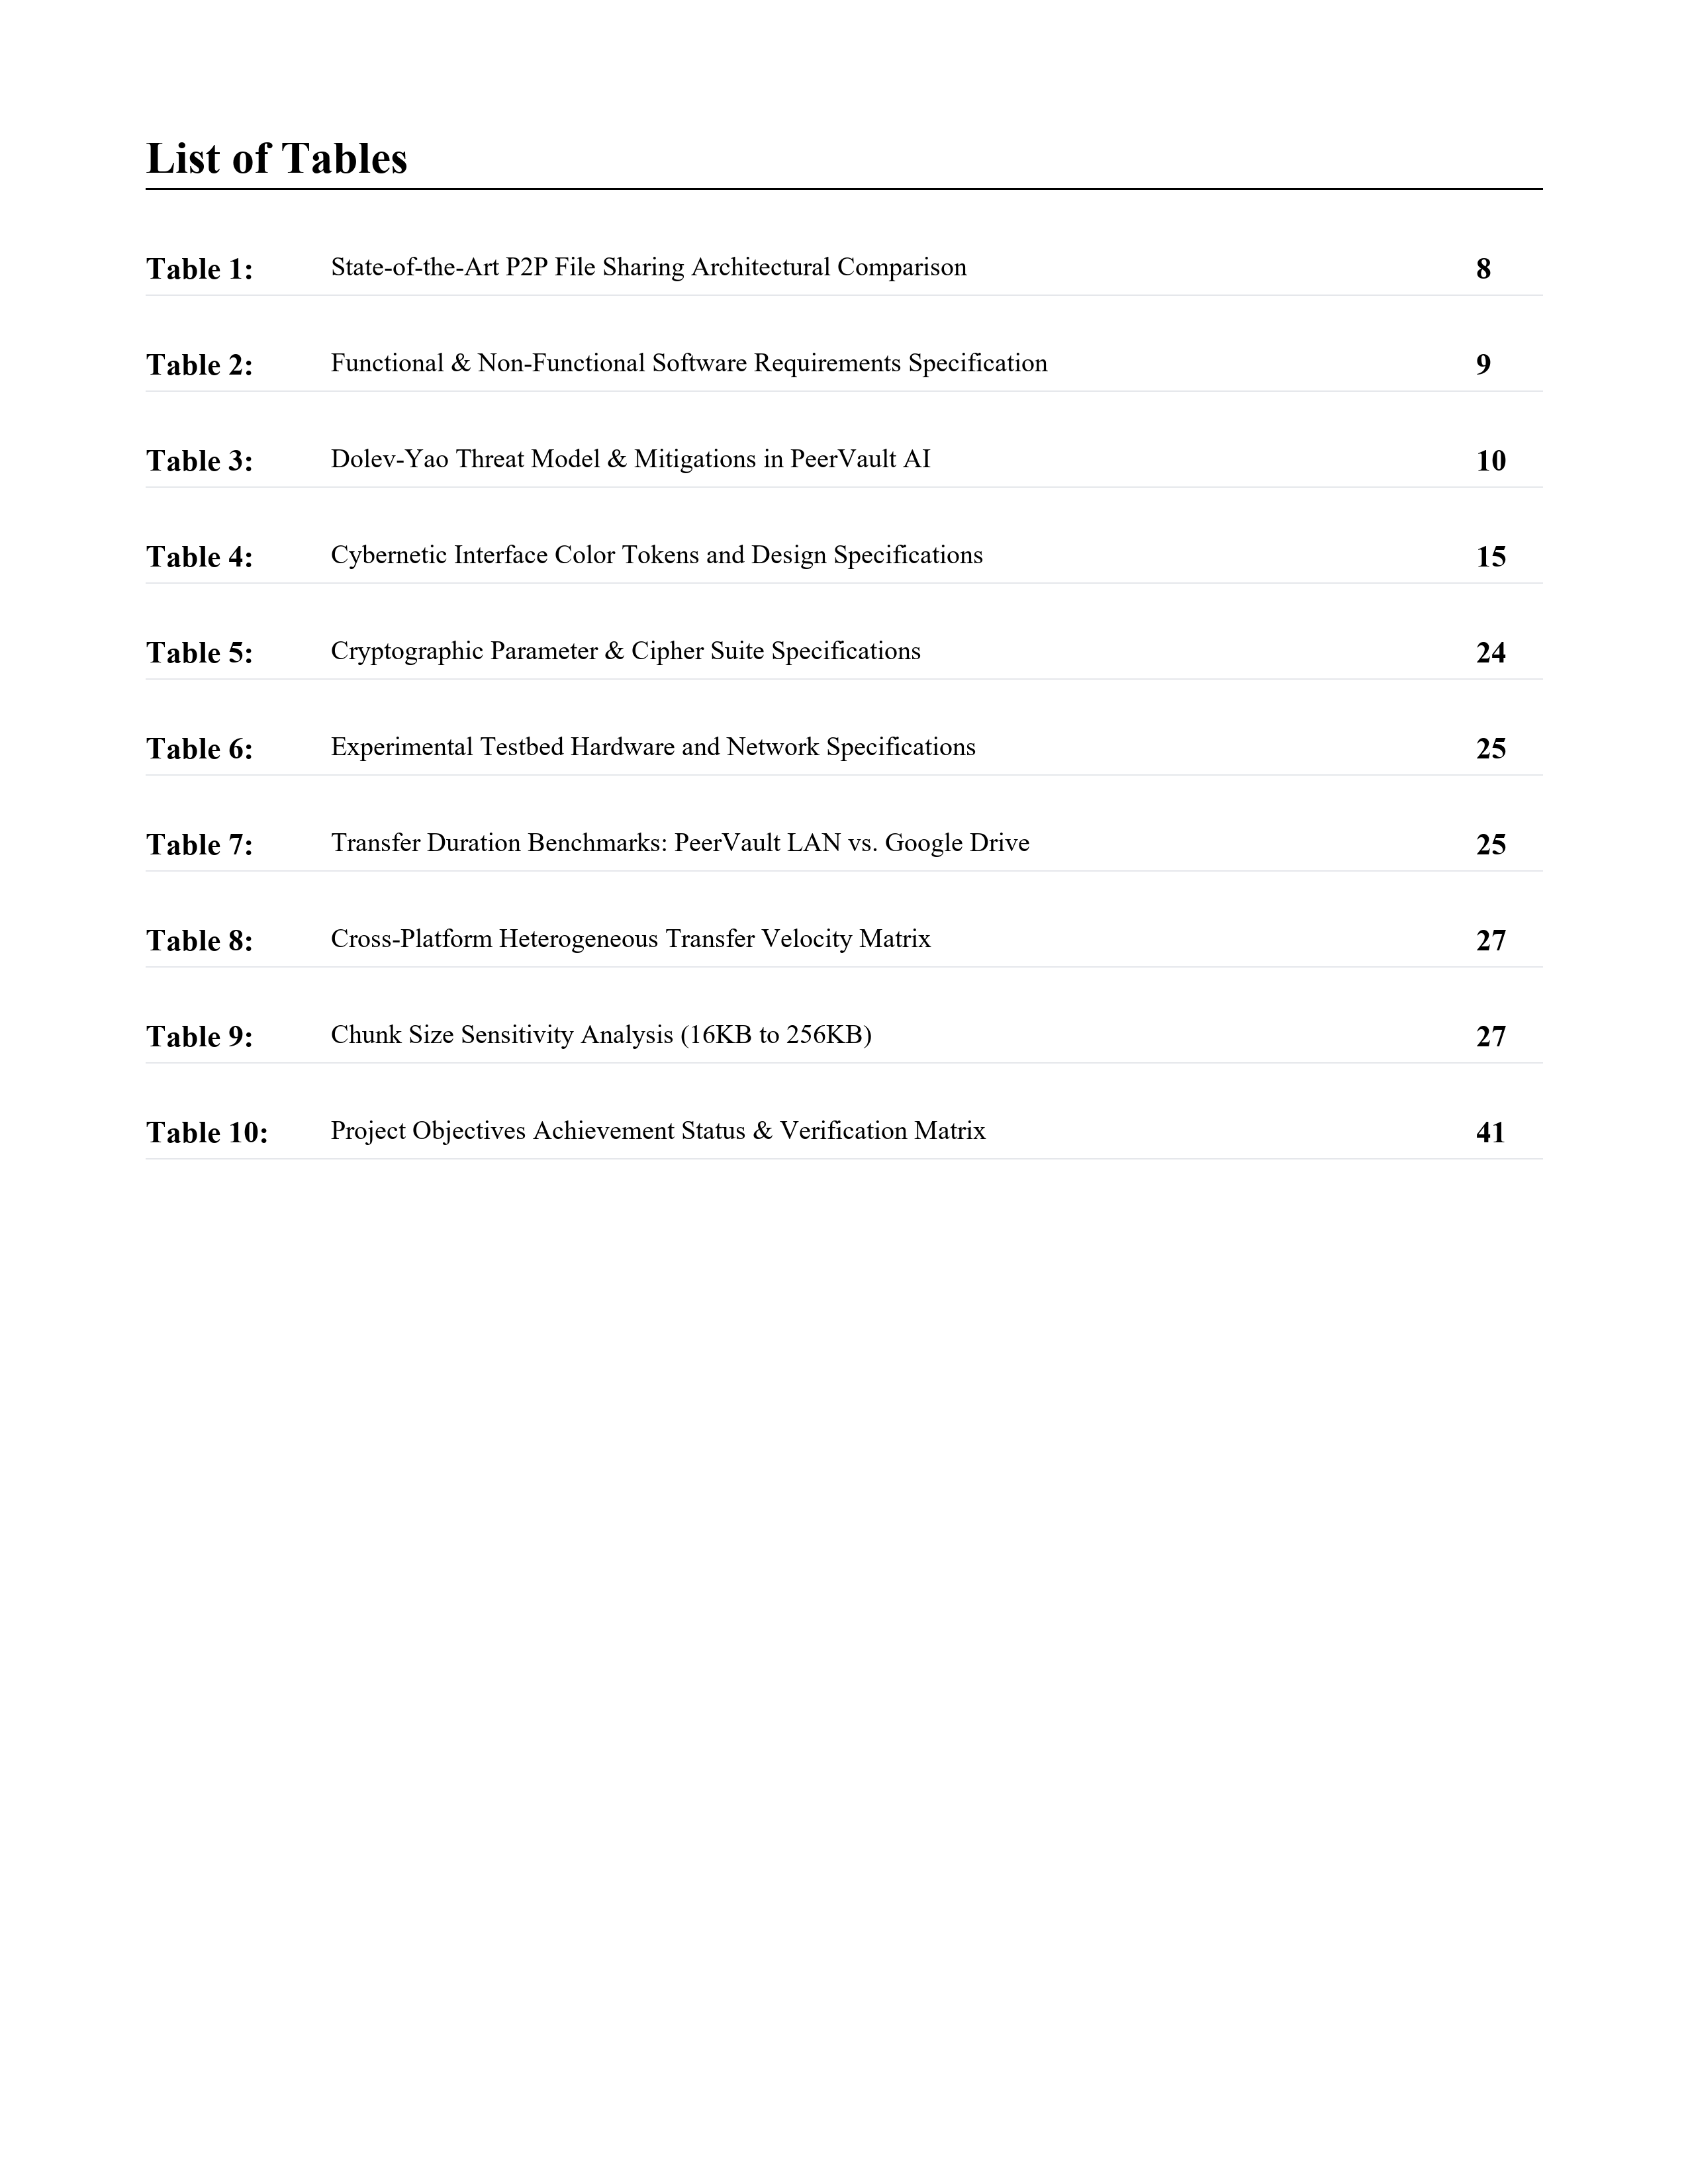 List of Tables
Table 1: State-of-the-Art P2P File Sharing Architectural Comparison 8
Table 2: Functional & Non-Functional Software Requirements Specification 9
Table 3: Dolev-Yao Threat Model & Mitigations in PeerVault AI 10
Table 4: Cybernetic Interface Color Tokens and Design Specifications 15
Table 5: Cryptographic Parameter & Cipher Suite Specifications 24
Table 6: Experimental Testbed Hardware and Network Specifications 25
Table 7: Transfer Duration Benchmarks: PeerVault LAN vs. Google Drive 25
Table 8: Cross-Platform Heterogeneous Transfer Velocity Matrix 27
Table 9: Chunk Size Sensitivity Analysis (16KB to 256KB) 27
Table 10: Project Objectives Achievement Status & Verification Matrix 41